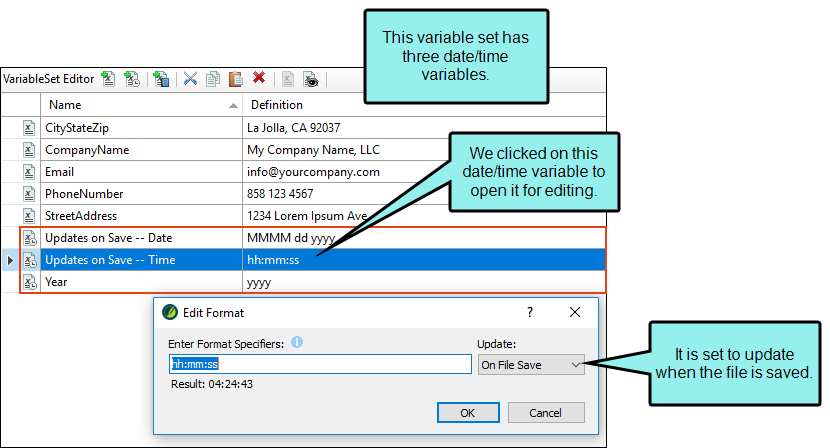 This variable set has
three date/time
variables.
VariableSet Editor
Name Definition
CityStateZip La Jolla, CA 92037
CompanyName My Company Name, LLC
Email info@yourcompany.com
PhoneNumber 858 123 4567
StreetAddress 1234 Lorem Ipsum Ave
Updates on Save -- Date MMMM dd yyyy
Updates on Save -- Time hh:mm:ss
Year yyyy
We clicked on this
date/time variable to
open it for editing.
Edit Format
Enter Format Specifiers: Update:
hh:mm:ss On File Save
Result: 04:24:43
OK Cancel
It is set to update
when the file is saved.